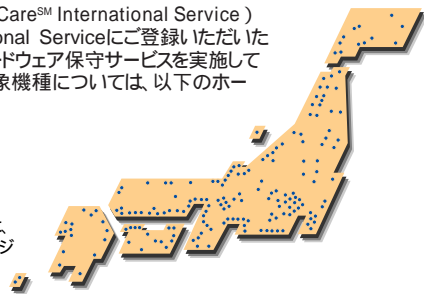 Care℠ International Service )
onal Serviceにご登録いただいた
ドウェア保守サービスを実施して
象機種については、以下のホー
、
ジ